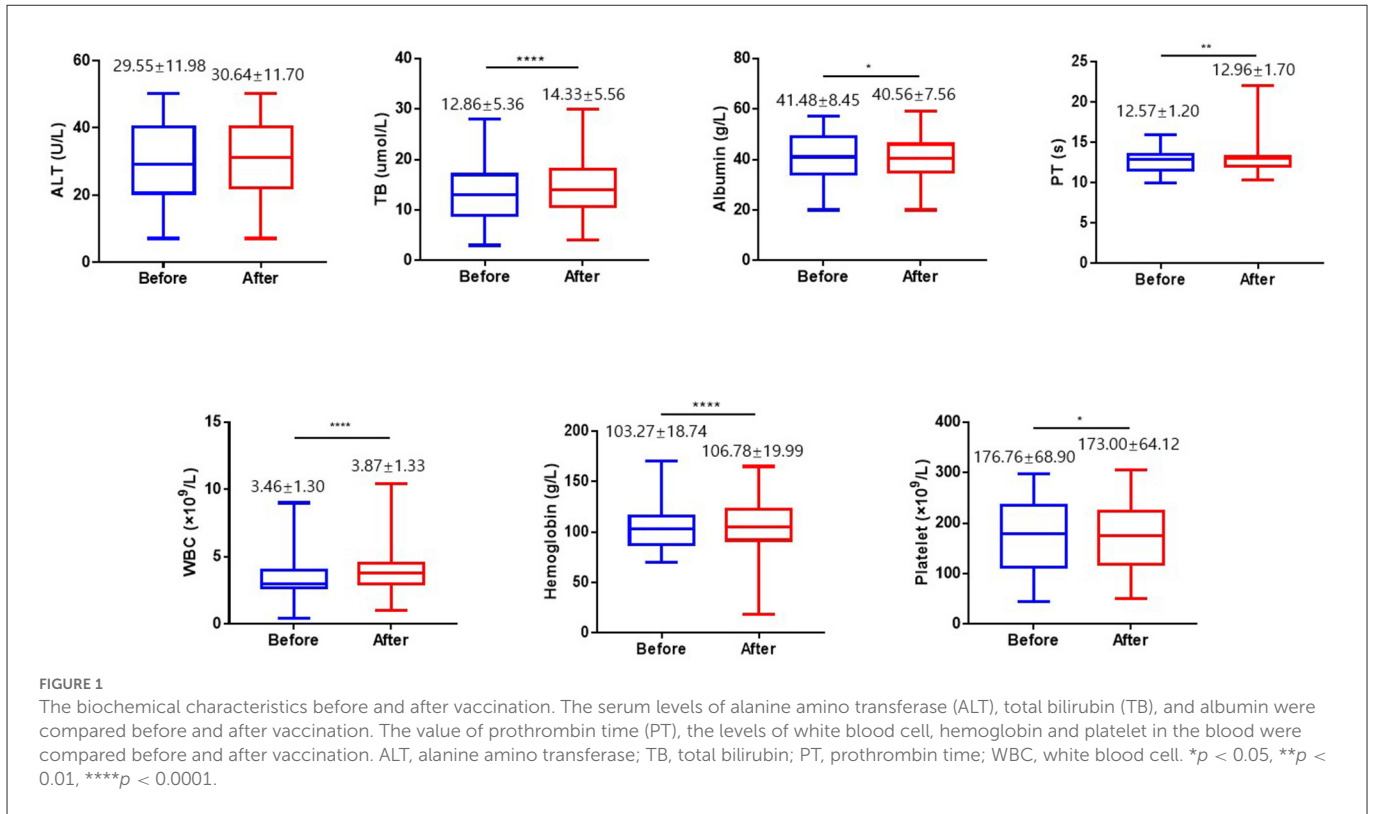 60
40
20
0
ALT (U/L)
29.55±11.98
30.64±11.70
Before
After
40
30
20
10
0
TB (umol/L)
****
12.86±5.36
14.33±5.56
Before
After
80
60
40
20
0
Albumin (g/L)
*
41.48±8.45
40.56±7.56
Before
After
25
20
15
10
5
0
PT (s)
**
12.57±1.20
12.96±1.70
Before
After
15
10
5
0
WBC (×10⁹/L)
****
3.46±1.30
3.87±1.33
Before
After
200
150
100
50
0
Hemoglobin (g/L)
****
103.27±18.74
106.78±19.99
Before
After
400
300
200
100
0
Platelet (×10⁹/L)
*
176.76±68.90
173.00±64.12
Before
After
FIGURE 1
The biochemical characteristics before and after vaccination. The serum levels of alanine amino transferase (ALT), total bilirubin (TB), and albumin were
compared before and after vaccination. The value of prothrombin time (PT), the levels of white blood cell, hemoglobin and platelet in the blood were
compared before and after vaccination. ALT, alanine amino transferase; TB, total bilirubin; PT, prothrombin time; WBC, white blood cell. *p < 0.05, **p <
0.01, ****p < 0.0001.